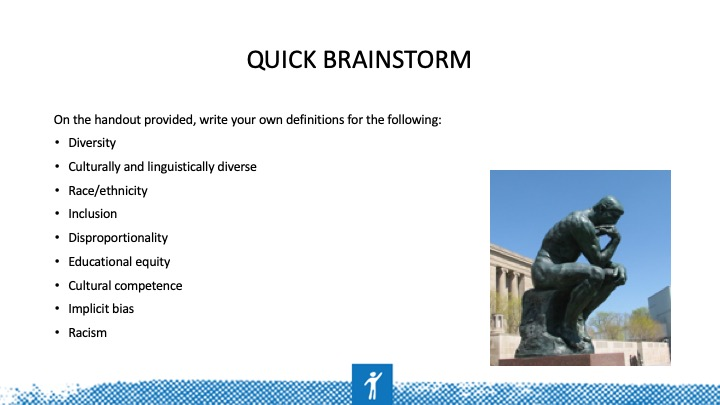 QUICK BRAINSTORM
On the handout provided, write your own definitions for the following:
• Diversity
• Culturally and linguistically diverse
• Race/ethnicity
• Inclusion
• Disproportionality
• Educational equity
• Cultural competence
• Implicit bias
• Racism